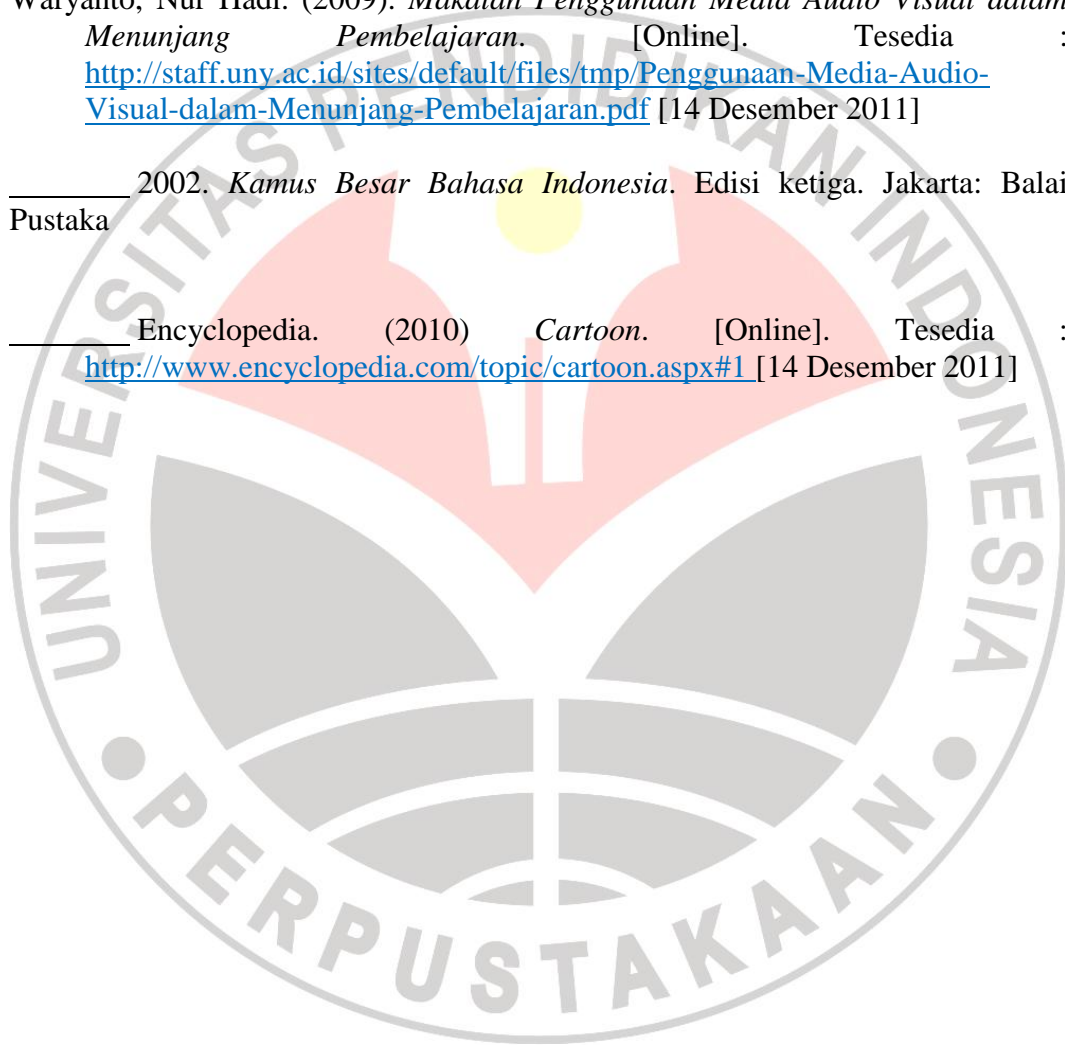 Waryanto, Nur Hadi. (2009). Makalah Penggunaan Media Audio Visual dalam
Menunjang Pembelajaran. [Online]. Tesedia :
http://staff.uny.ac.id/sites/default/files/tmp/Penggunaan-Media-Audio-
Visual-dalam-Menunjang-Pembelajaran.pdf [14 Desember 2011]
________2002. Kamus Besar Bahasa Indonesia. Edisi ketiga. Jakarta: Balai
Pustaka
________Encyclopedia. (2010) Cartoon. [Online]. Tesedia :
http://www.encyclopedia.com/topic/cartoon.aspx#1 [14 Desember 2011]
UNIVERSITAS PENDIDIKAN INDONESIA
PERPUSTAKAAN